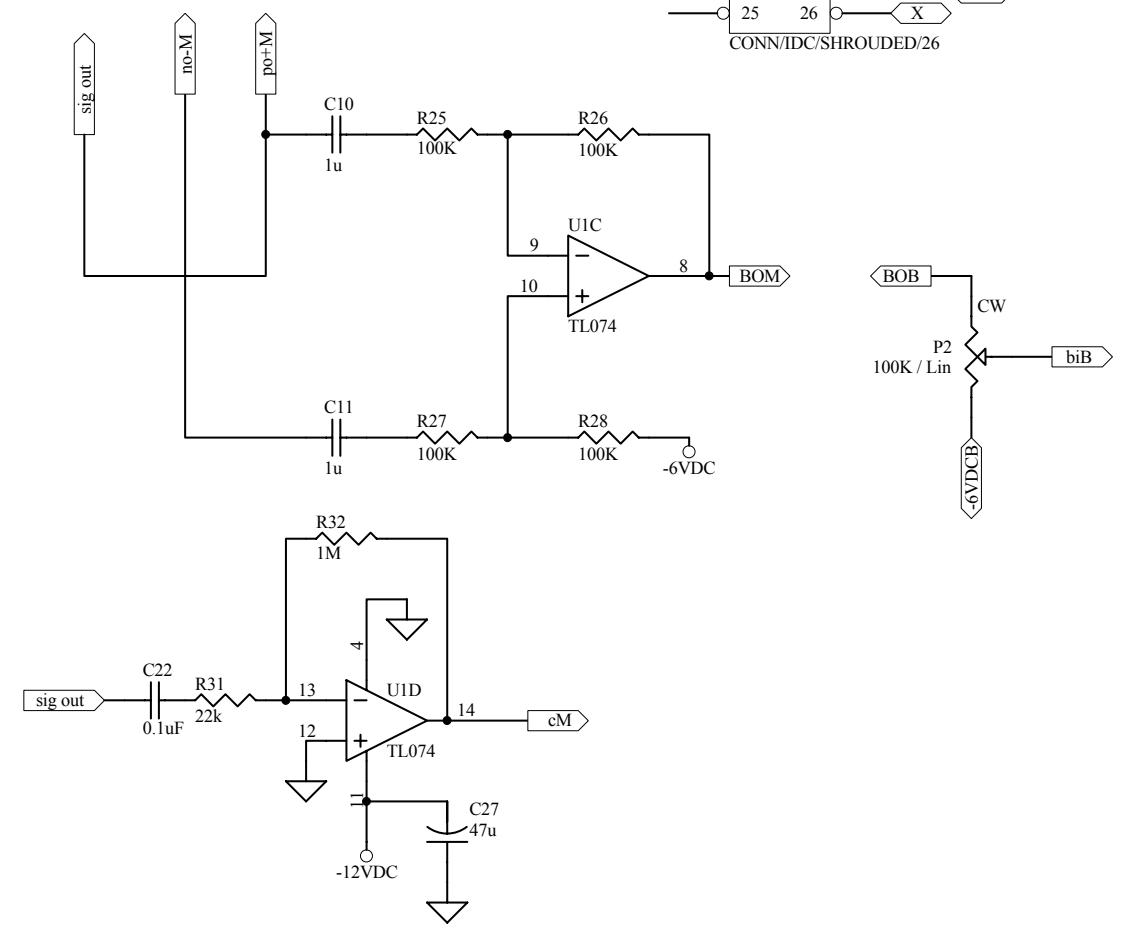 25 26
X
CONN/IDC/SHROUDED/26
sig out
no-M
po+M
C10
1u
R25
100K
R26
100K
U1C
9
8
10
TL074
BOM
BOB
CW
P2
100K / Lin
biB
-6VDCB
C11
1u
R27
100K
R28
100K
-6VDC
R32
1M
4
C22
0.1uF
sig out
R31
22k
13
U1D
14
12
TL074
cM
11
C27
47u
-12VDC